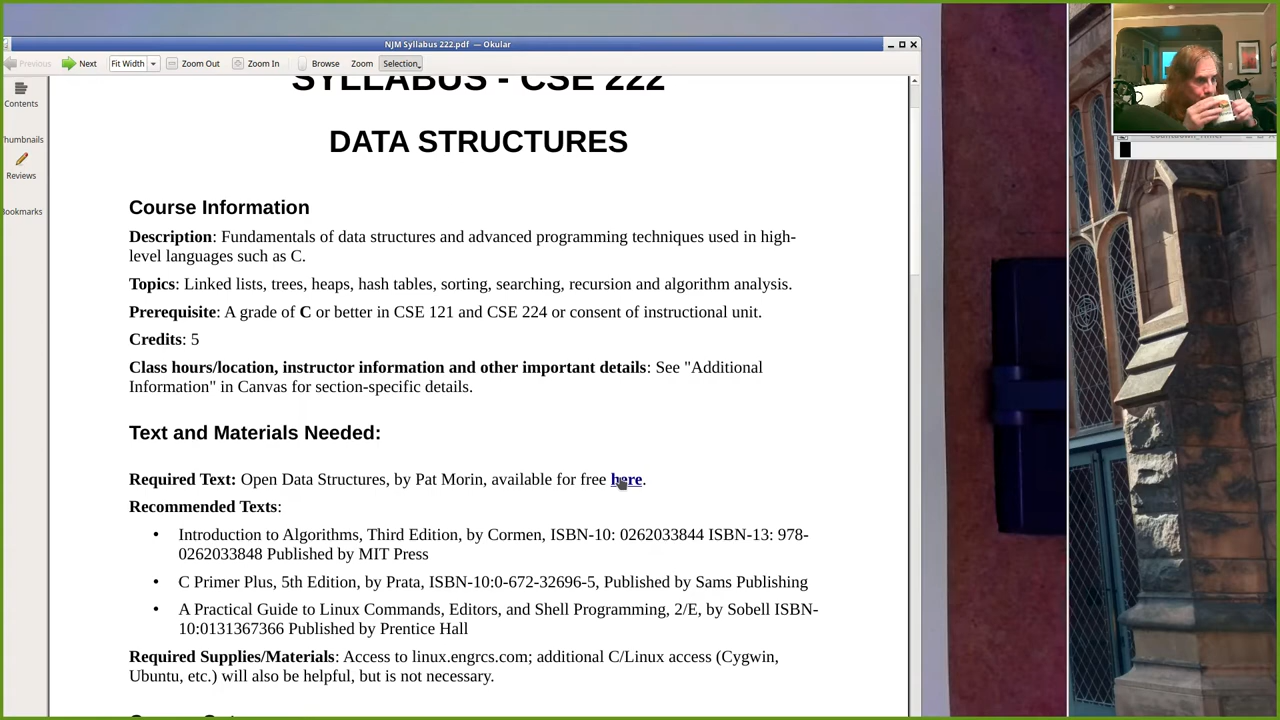 NJM Syllabus 222.pdf — Okular
Previous Next Fit Width Zoom Out Zoom In Browse Zoom Selection
Contents
Thumbnails
Reviews
Bookmarks
SYLLABUS - CSE 222
DATA STRUCTURES
Course Information
Description: Fundamentals of data structures and advanced programming techniques used in high-
level languages such as C.
Topics: Linked lists, trees, heaps, hash tables, sorting, searching, recursion and algorithm analysis.
Prerequisite: A grade of C or better in CSE 121 and CSE 224 or consent of instructional unit.
Credits: 5
Class hours/location, instructor information and other important details: See "Additional
Information" in Canvas for section-specific details.
Text and Materials Needed:
Required Text: Open Data Structures, by Pat Morin, available for free here.
Recommended Texts:
• Introduction to Algorithms, Third Edition, by Cormen, ISBN-10: 0262033844 ISBN-13: 978-
0262033848 Published by MIT Press
• C Primer Plus, 5th Edition, by Prata, ISBN-10:0-672-32696-5, Published by Sams Publishing
• A Practical Guide to Linux Commands, Editors, and Shell Programming, 2/E, by Sobell ISBN-
10:0131367366 Published by Prentice Hall
Required Supplies/Materials: Access to linux.engrcs.com; additional C/Linux access (Cygwin,
Ubuntu, etc.) will also be helpful, but is not necessary.